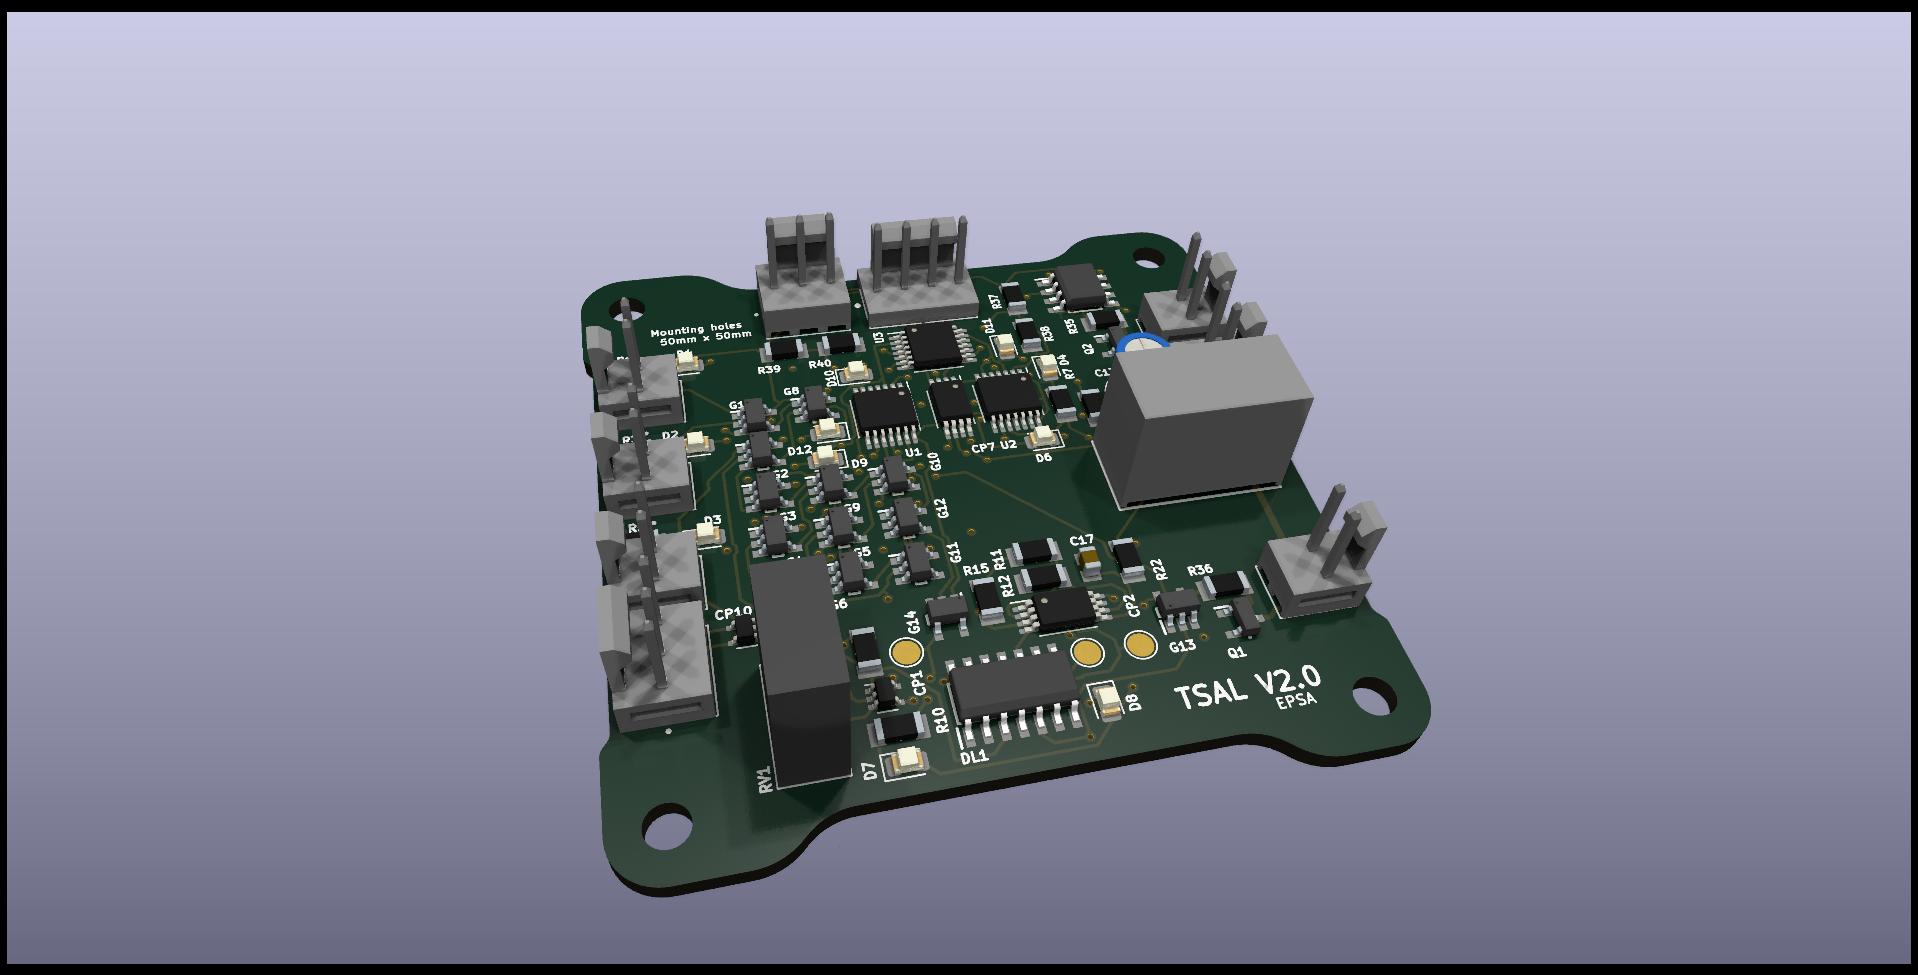 Mounting holes
50mm x 50mm
R39
R40
D10
U3
D11
R37
R38
R35
Q2
D4
R7
G8
D2
D12
D9
U1
G10
CP7
U2
D6
G2
G3
G9
G12
D3
G5
G11
G6
R11
R12
R15
C17
R22
R36
CP10
G14
CP2
G13
Q1
CP1
R10
D7
DL1
D8
RV1
TSAL V2.0
EPSA